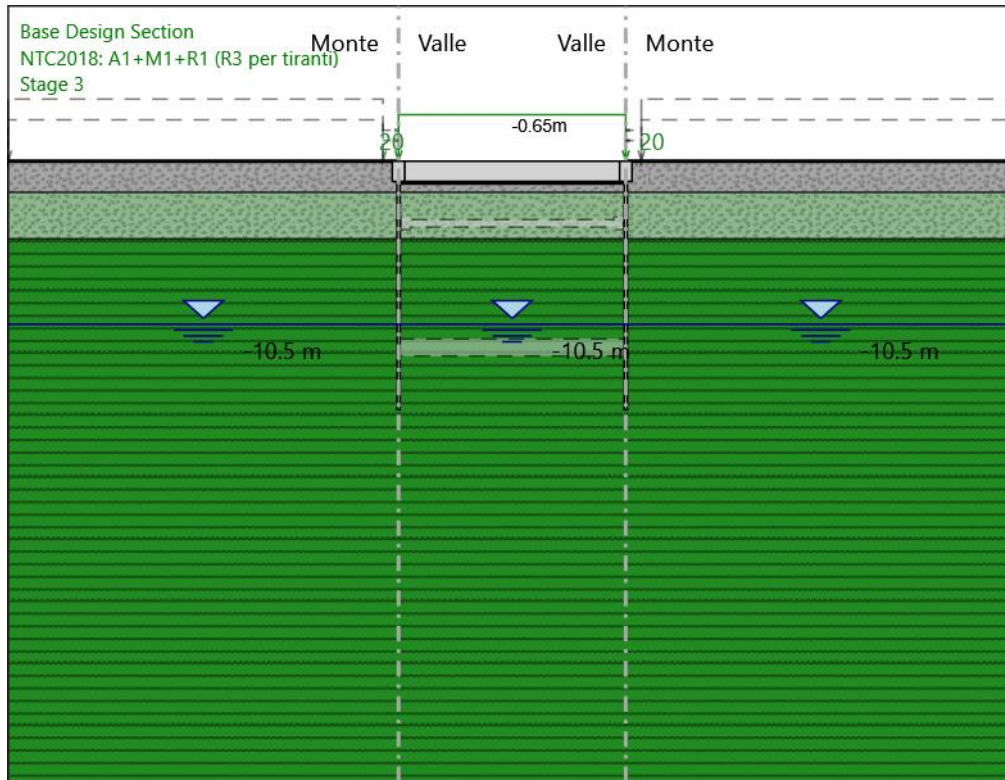 Base Design Section
NTC2018: A1+M1+R1 (R3 per tiranti)
Stage 3
Monte Valle Valle Monte
-0.65m
20 20
-10.5 m -10.5 m -10.5 m